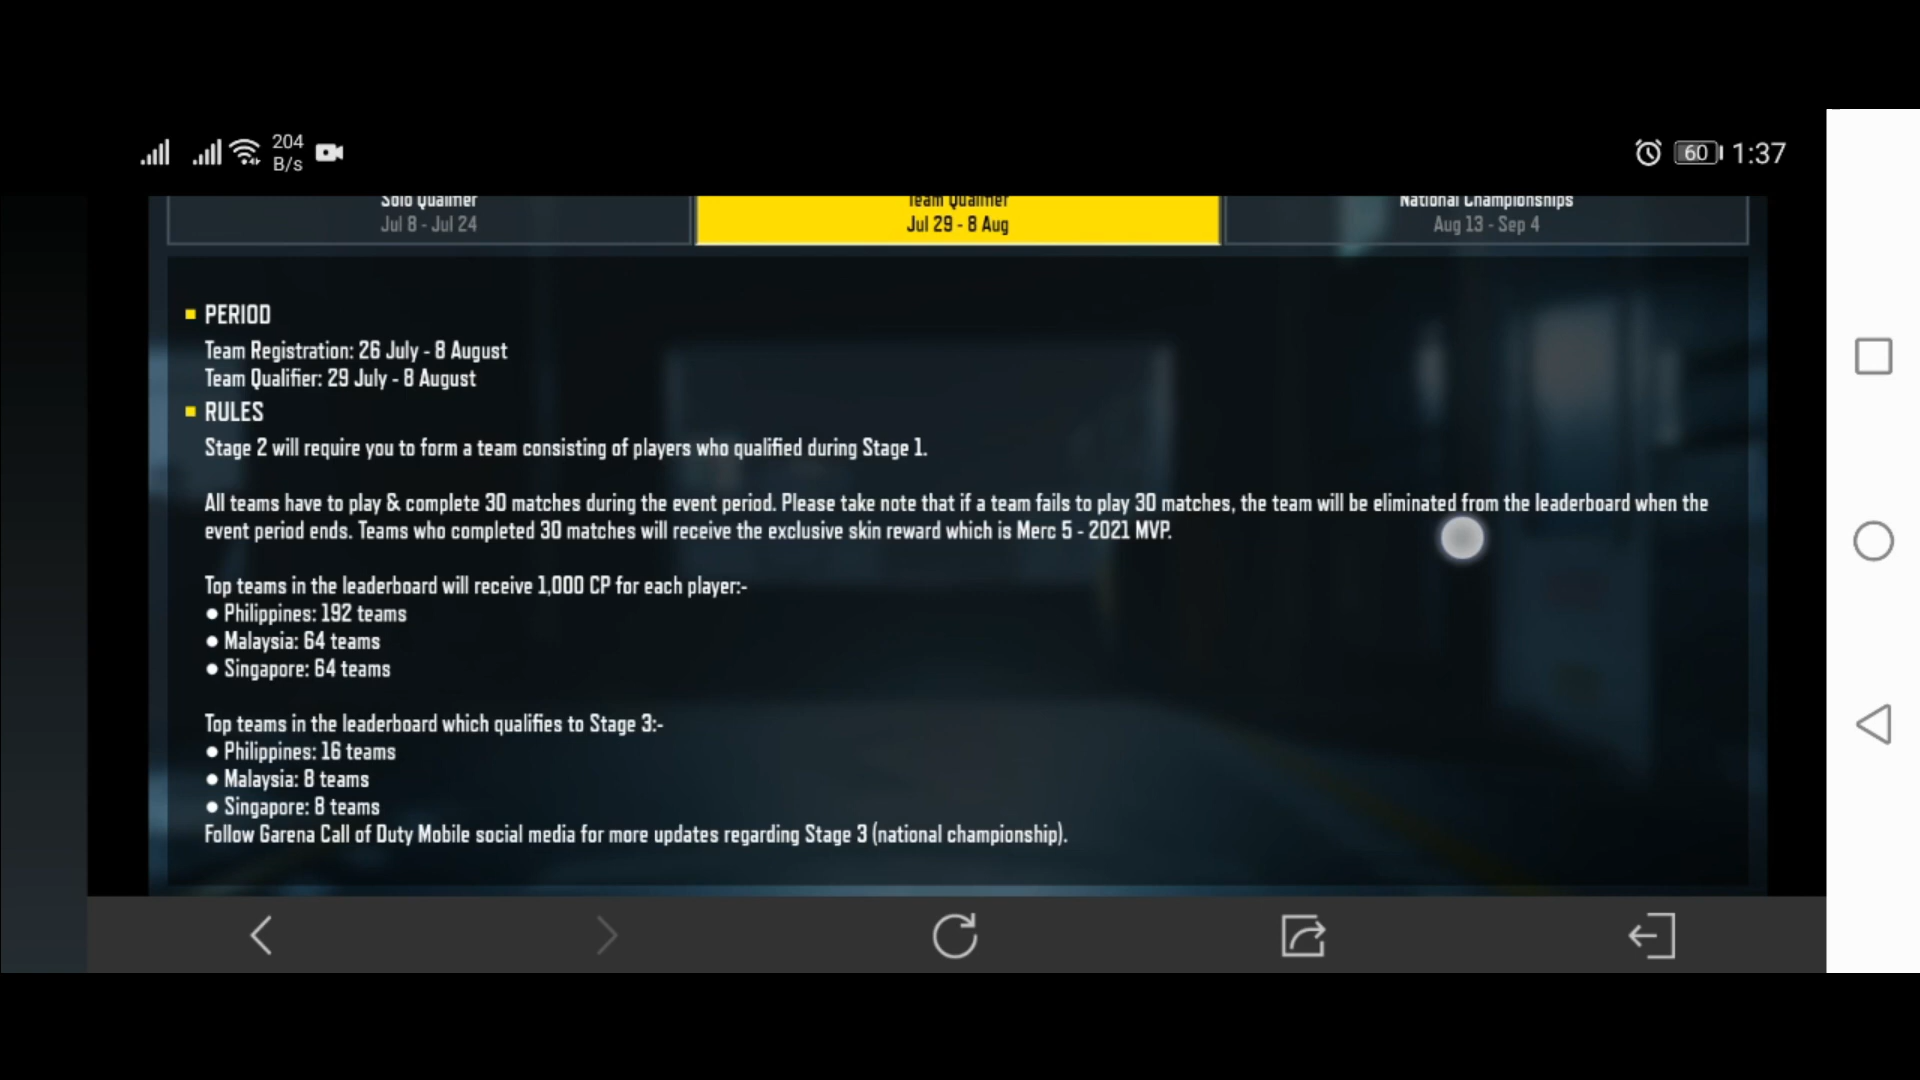 204
B/s
60
1:37
Solo Qualifier
Team Qualifier
National Championships
Jul 8 - Jul 24
Jul 29 - 8 Aug
Aug 13 - Sep 4
PERIOD
Team Registration: 26 July - 8 August
Team Qualifier: 29 July - 8 August
RULES
Stage 2 will require you to form a team consisting of players who qualified during Stage 1.
All teams have to play & complete 30 matches during the event period. Please take note that if a team fails to play 30 matches, the team will be eliminated from the leaderboard when the
event period ends. Teams who completed 30 matches will receive the exclusive skin reward which is Merc 5 - 2021 MVP.
Top teams in the leaderboard will receive 1,000 CP for each player:-
● Philippines: 192 teams
● Malaysia: 64 teams
● Singapore: 64 teams
Top teams in the leaderboard which qualifies to Stage 3:-
● Philippines: 16 teams
● Malaysia: 8 teams
● Singapore: 8 teams
Follow Garena Call of Duty Mobile social media for more updates regarding Stage 3 (national championship).